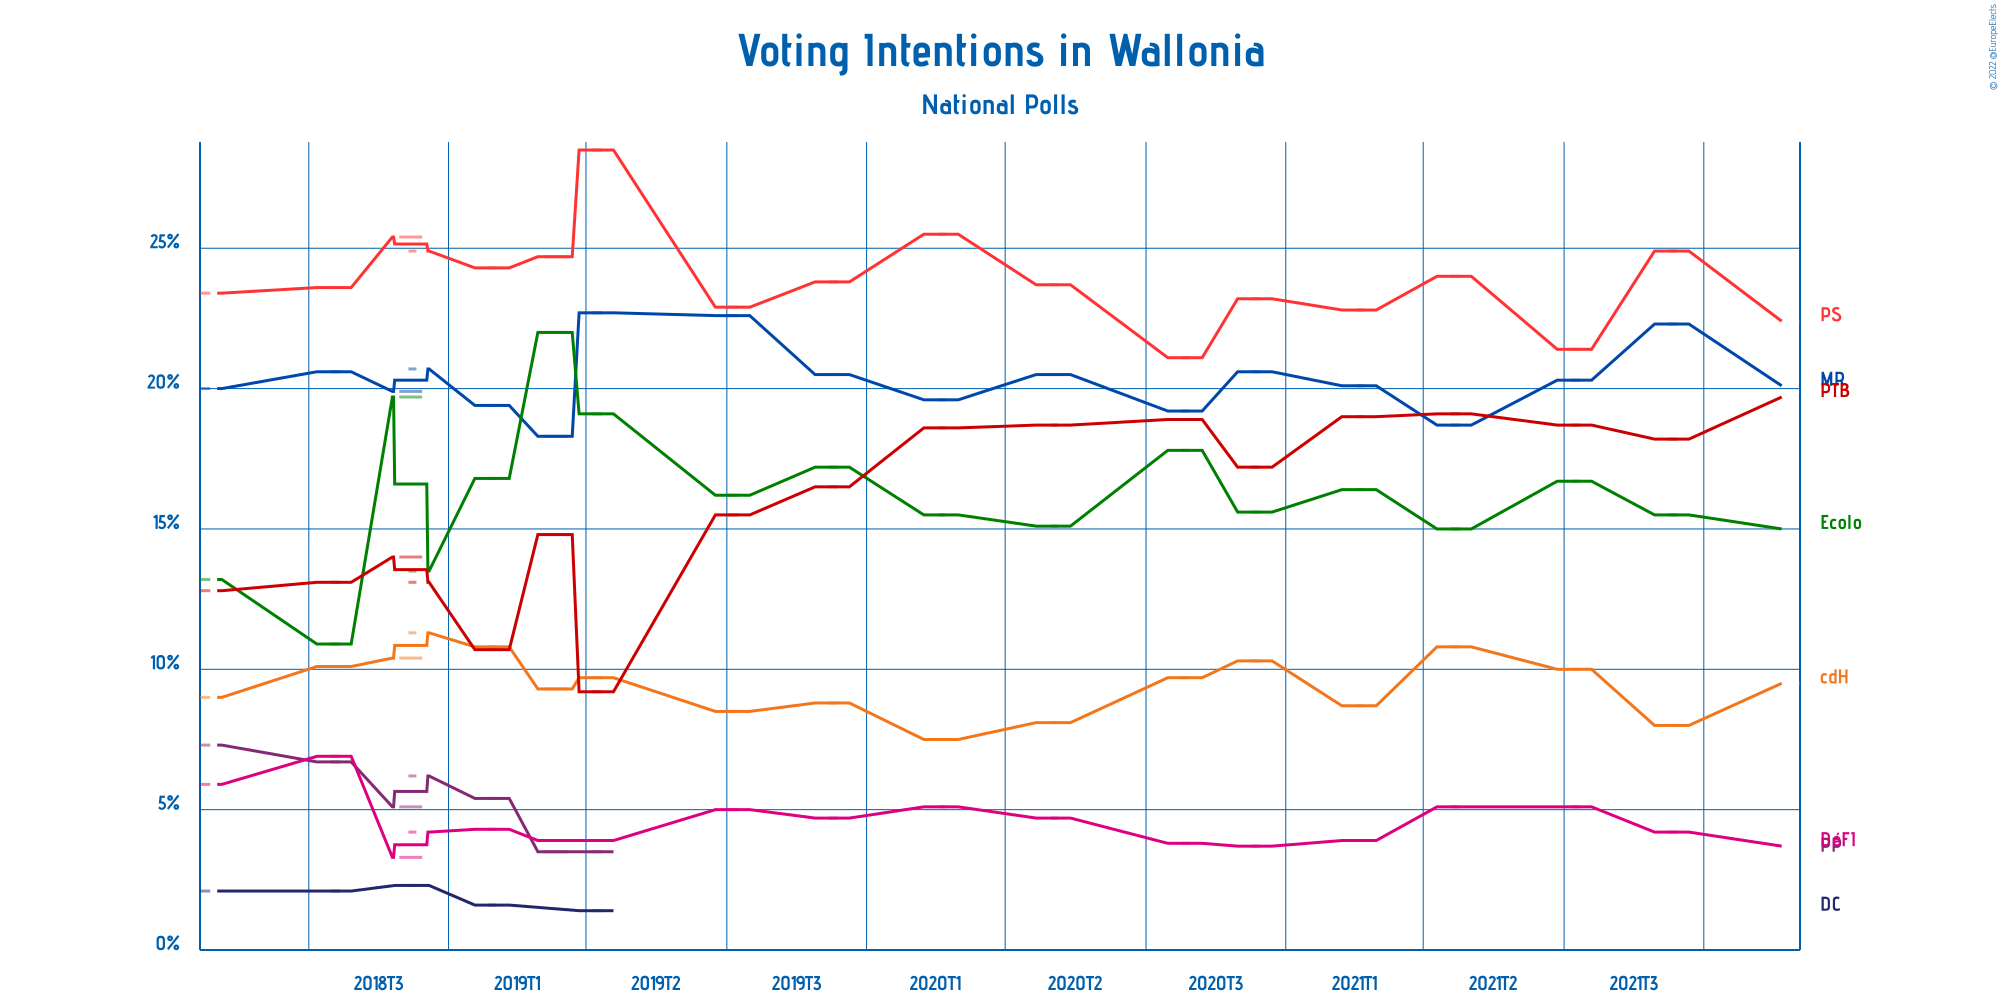 © 2022 @EuropeElects
Voting Intentions in Wallonia
National Polls
25%
20%
15%
10%
5%
0%
PS
MR
PTB
Ecolo
cdH
DéFI
PP
DC
2018T3
2019T1
2019T2
2019T3
2020T1
2020T2
2020T3
2021T1
2021T2
2021T3